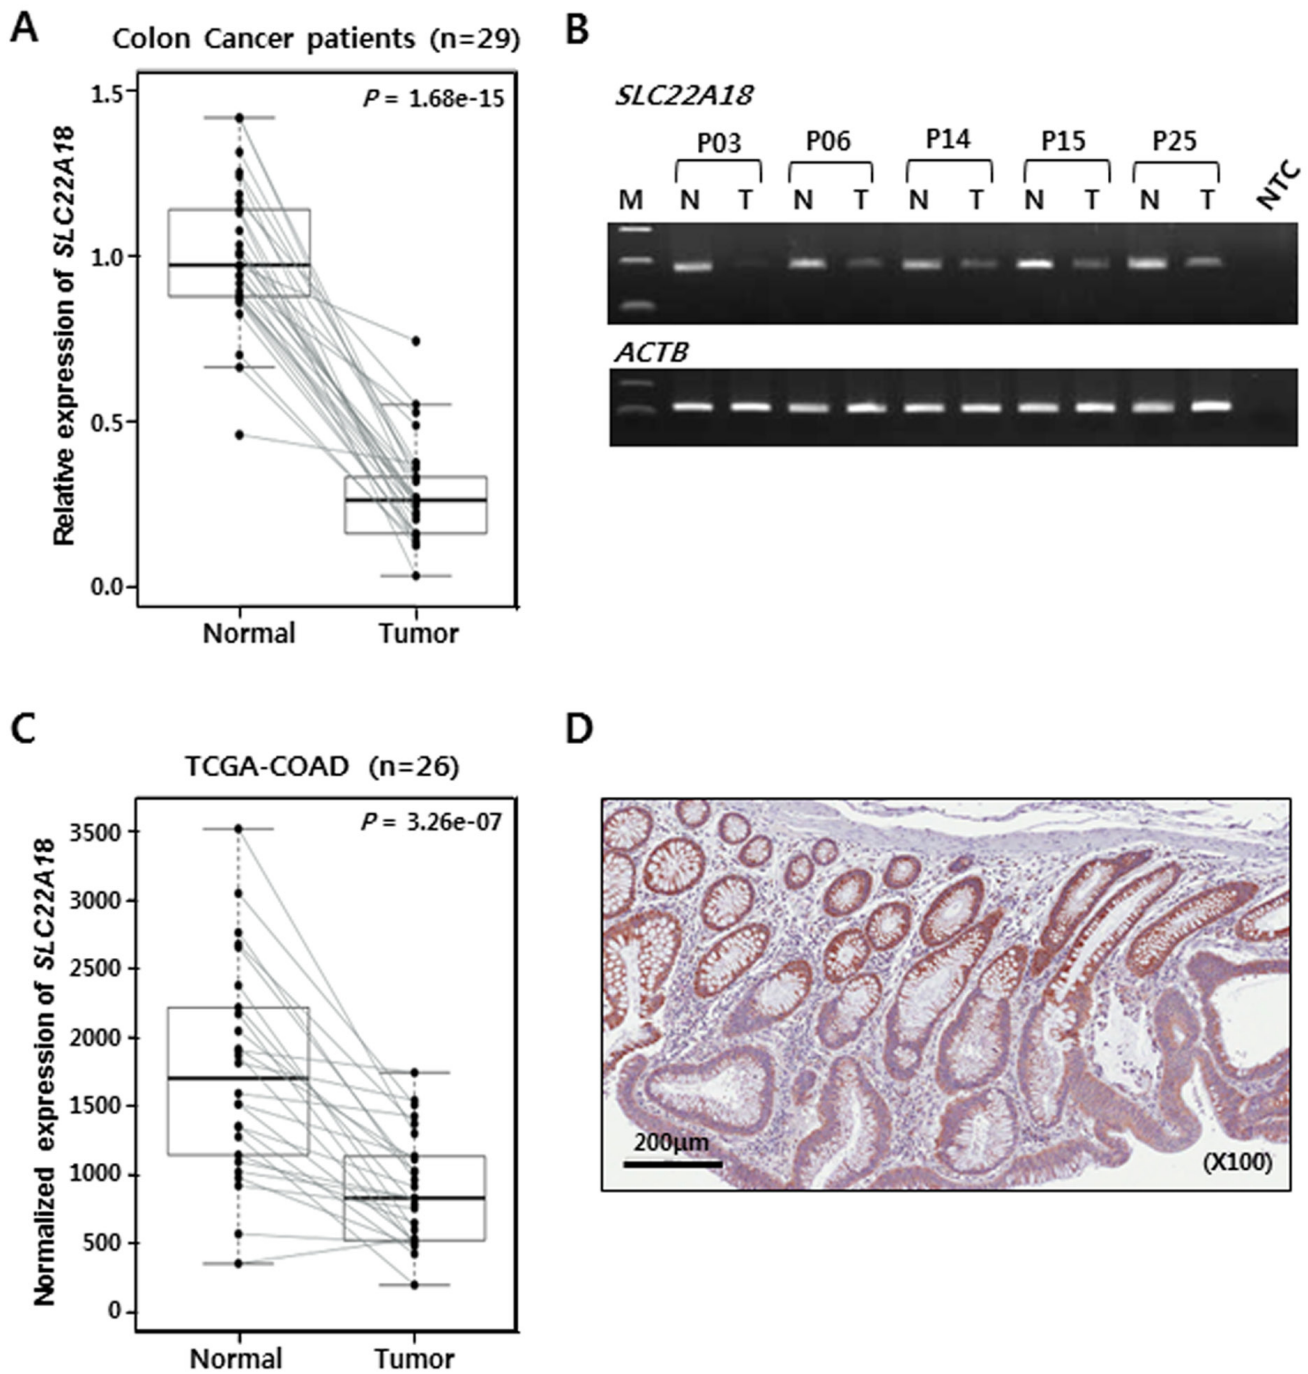 A
Colon Cancer patients (n=29)
P = 1.68e-15
Relative expression of SLC22A18
1.5
1.0
0.5
0.0
Normal
Tumor
B
SLC22A18
P03 P06 P14 P15 P25
M N T N T N T N T N T NTC
ACTB
C
TCGA-COAD (n=26)
P = 3.26e-07
Normalized expression of SLC22A18
3500
3000
2500
2000
1500
1000
500
0
Normal
Tumor
D
200μm
(X100)